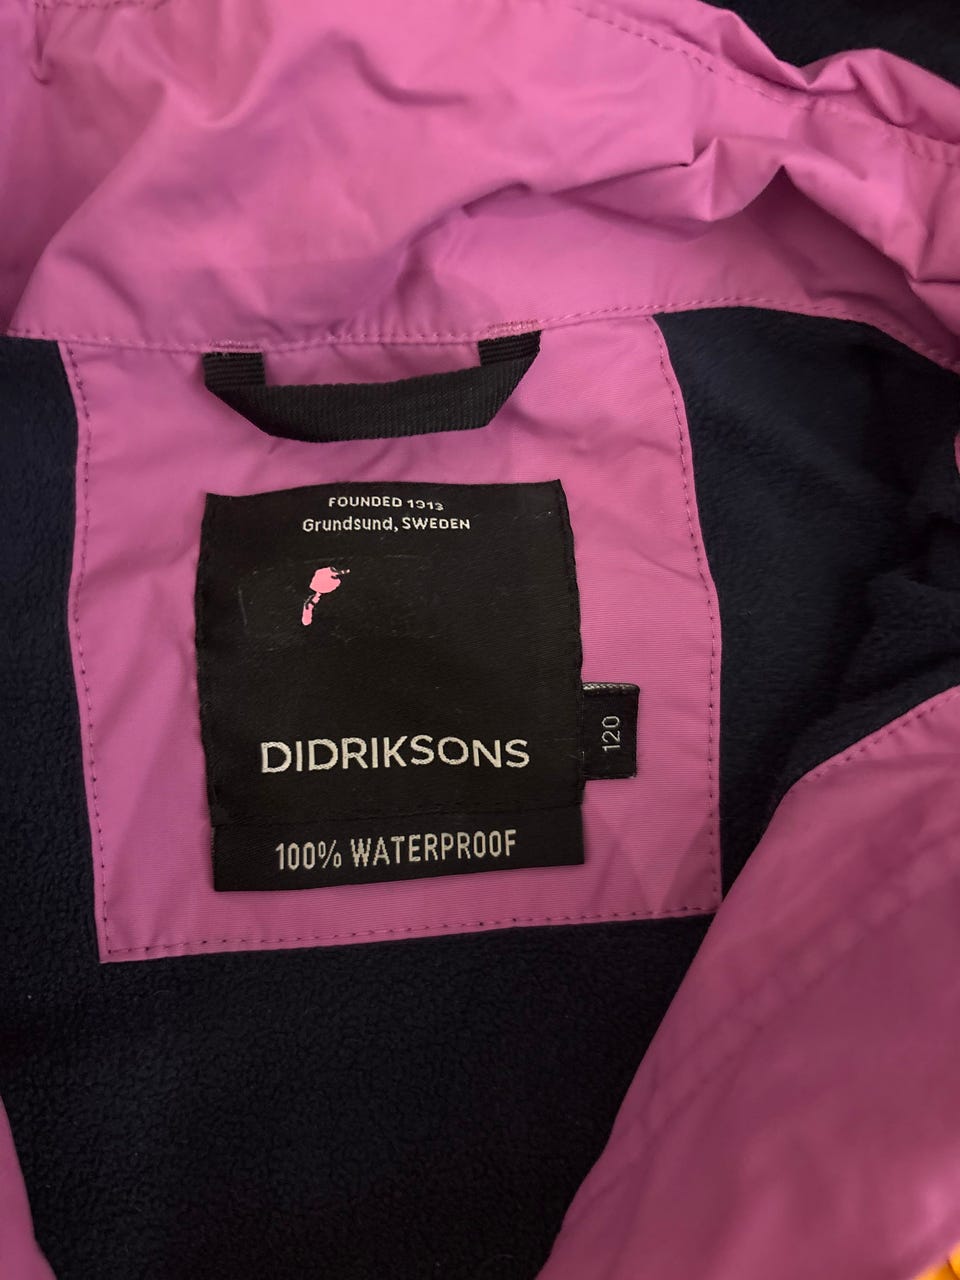 FOUNDED 1913
Grundsund, SWEDEN
DIDRIKSONS
120
100% WATERPROOF